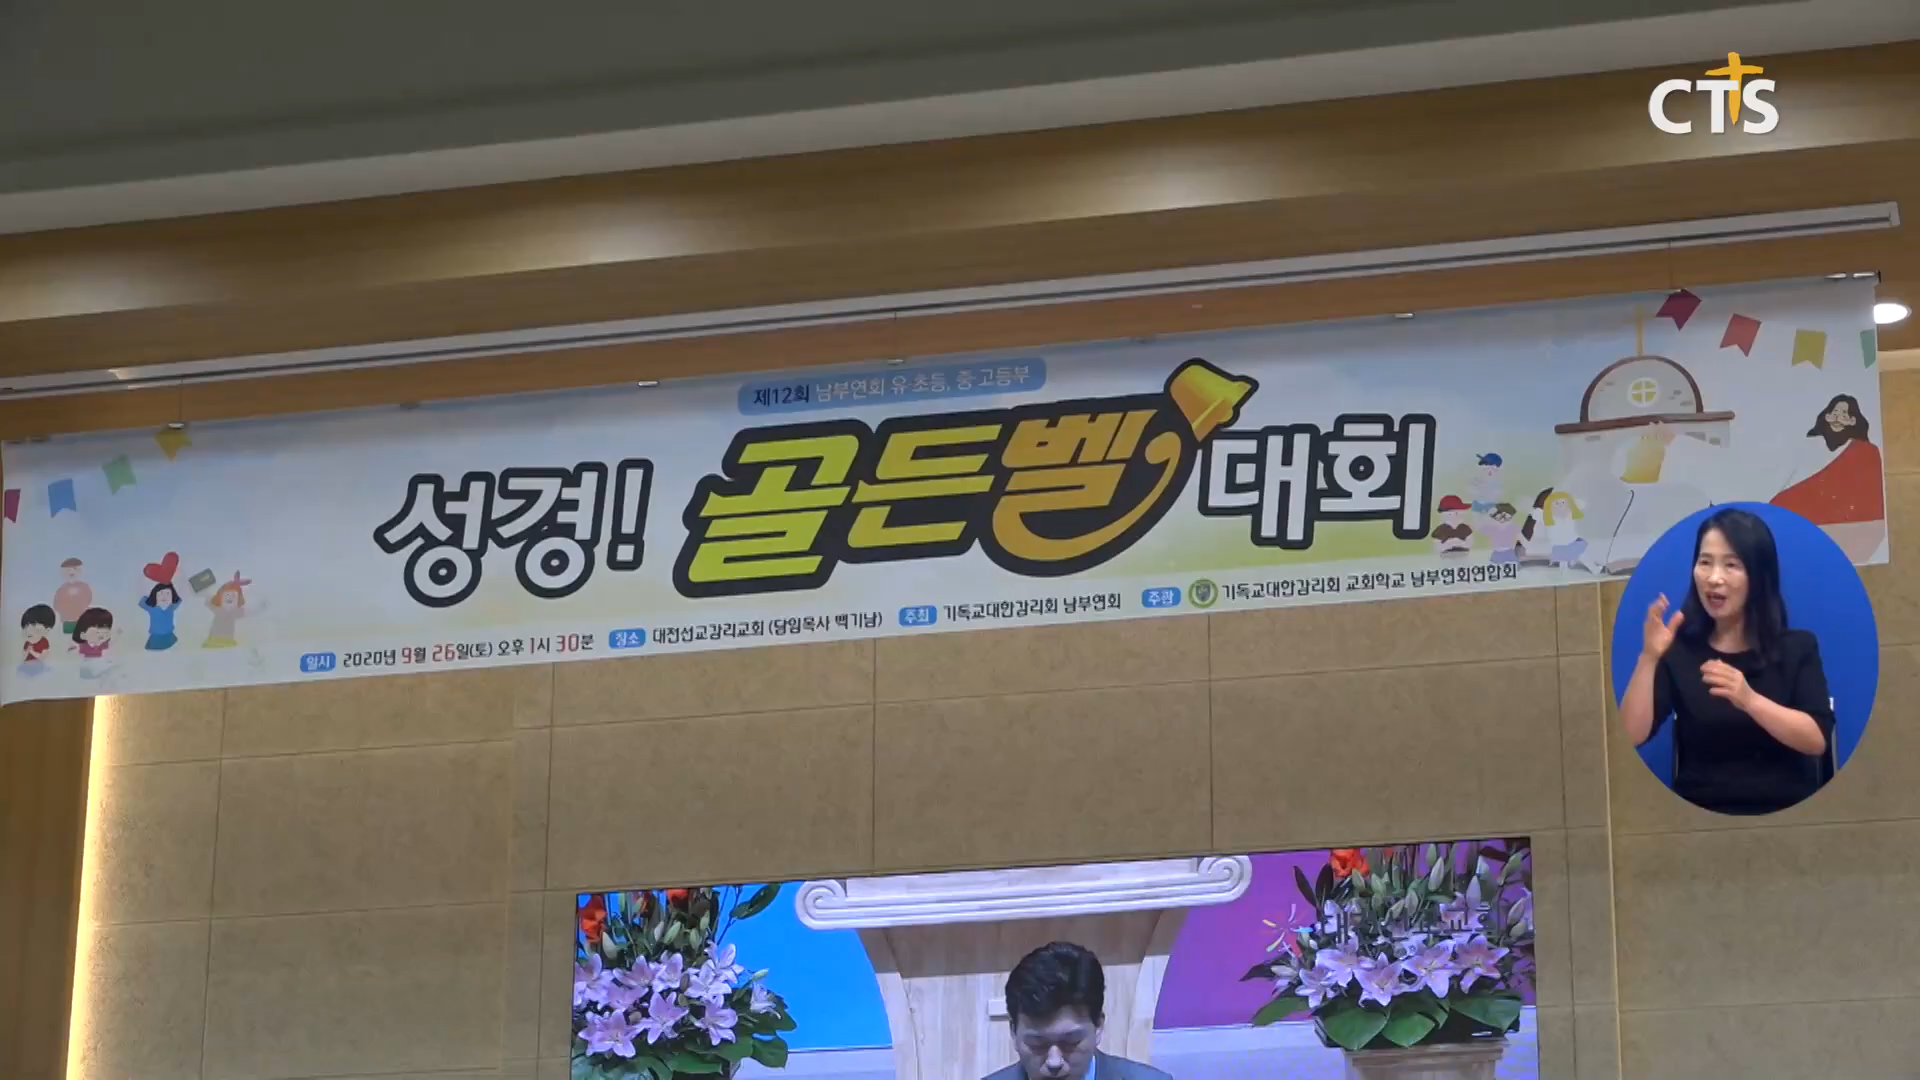 CTS
제12회 남부연회 유·초등, 중·고등부
성경! 골든벨 대회
일시 2020년 9월 26일(토) 오후 1시 30분 장소 대전선교감리교회 (담임목사 백기남) 주최 기독교대한감리회 남부연회 주관 기독교대한감리회 교회학교 남부연회연합회